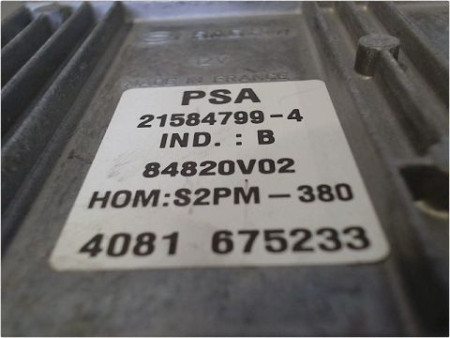 MADE IN FRANCE
PSA
21584799-4
IND. : B
84820V02
HOM:S2PM-380
4081 675233